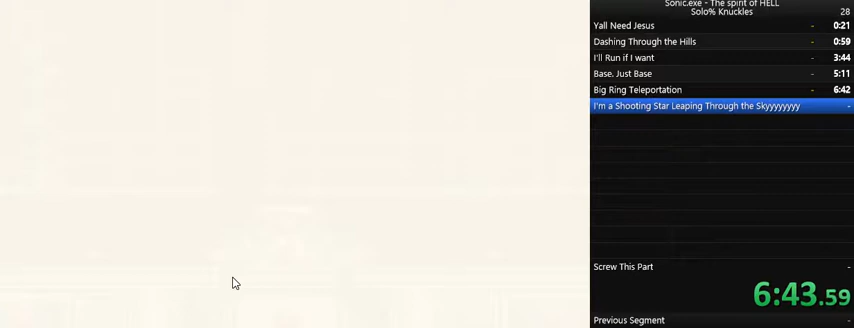 Sonic.exe - The spirit of HELL
Solo% Knuckles 28
Yall Need Jesus - 0:21
Dashing Through the Hills - 0:59
I'll Run if I want - 3:44
Base. Just Base - 5:11
Big Ring Teleportation - 6:42
I'm a Shooting Star Leaping Through the Skyyyyyyyy -
Screw This Part -
6:43.59
Previous Segment -